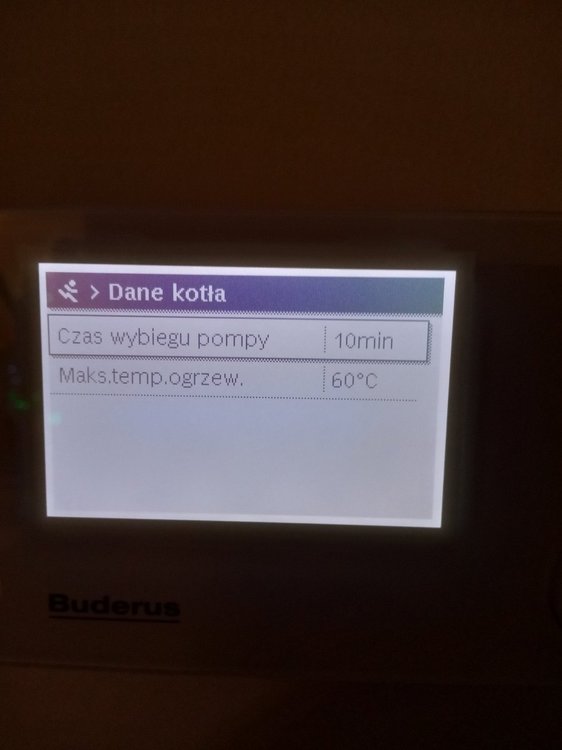 > Dane kotła
Czas wybiegu pompy 10min
Maks.temp.ogrzew. 60°C
Buderus